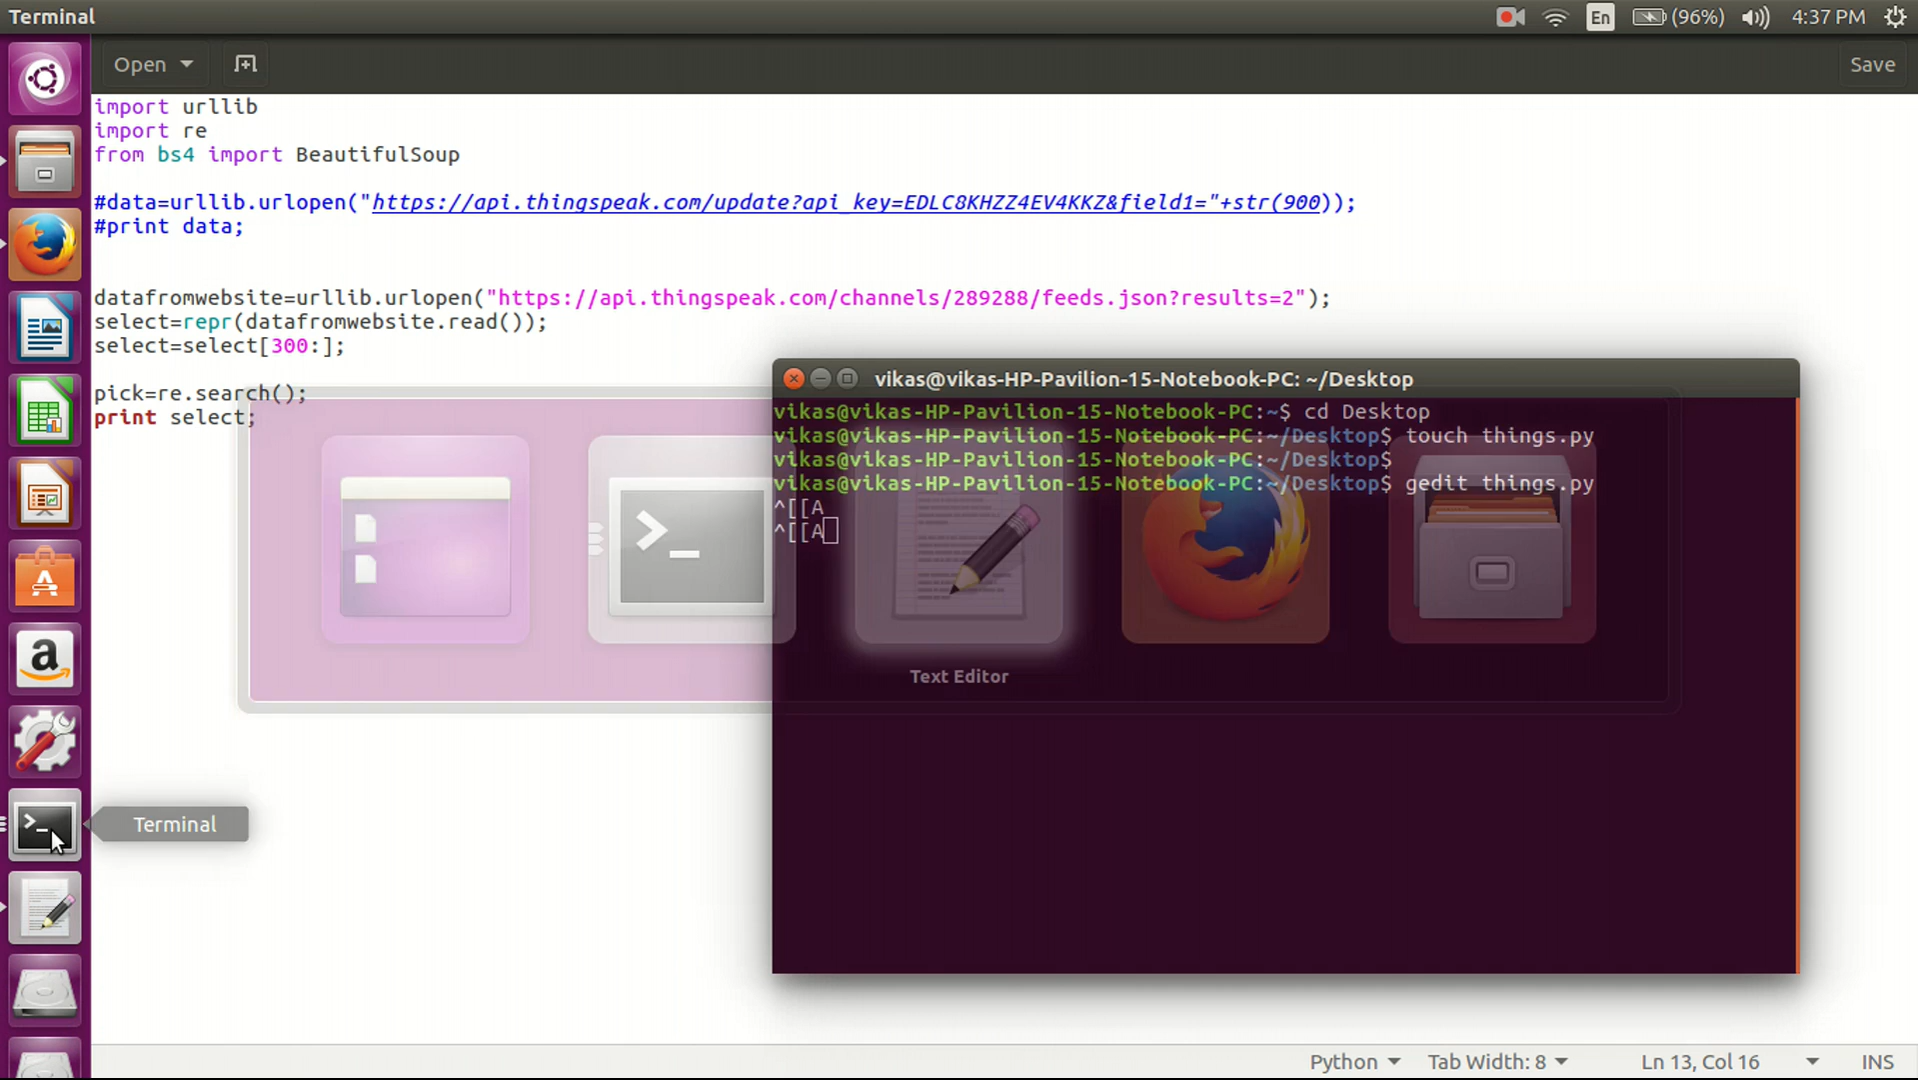 Terminal
En
(96%)
4:37 PM
Open
Save
import urllib
import re
from bs4 import BeautifulSoup
#data=urllib.urlopen("https://api.thingspeak.com/update?api_key=EDLC8KHZZ4EV4KKZ&field1="+str(900));
#print data;
datafromwebsite=urllib.urlopen("https://api.thingspeak.com/channels/289288/feeds.json?results=2");
select=repr(datafromwebsite.read());
select=select[300:];
pick=re.search();
print select;
vikas@vikas-HP-Pavilion-15-Notebook-PC: ~/Desktop
vikas@vikas-HP-Pavilion-15-Notebook-PC:~$ cd Desktop
vikas@vikas-HP-Pavilion-15-Notebook-PC:~/Desktop$ touch things.py
vikas@vikas-HP-Pavilion-15-Notebook-PC:~/Desktop$
vikas@vikas-HP-Pavilion-15-Notebook-PC:~/Desktop$ gedit things.py
^[[A
^[[A
Text Editor
Terminal
Python
Tab Width: 8
Ln 13, Col 16
INS